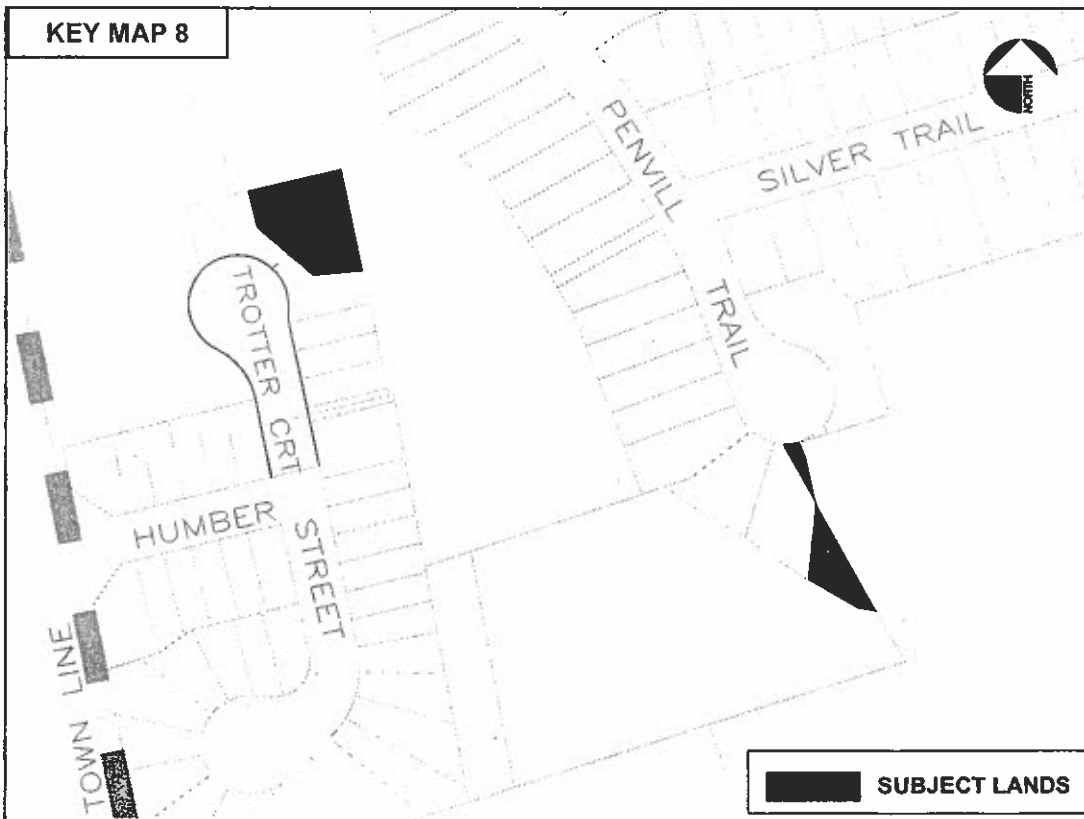 KEY MAP 8
NORTH
PENVILL
TRAIL
SILVER TRAIL
TROTTER CRT
HUMBER
STREET
TOWN LINE
SUBJECT LANDS